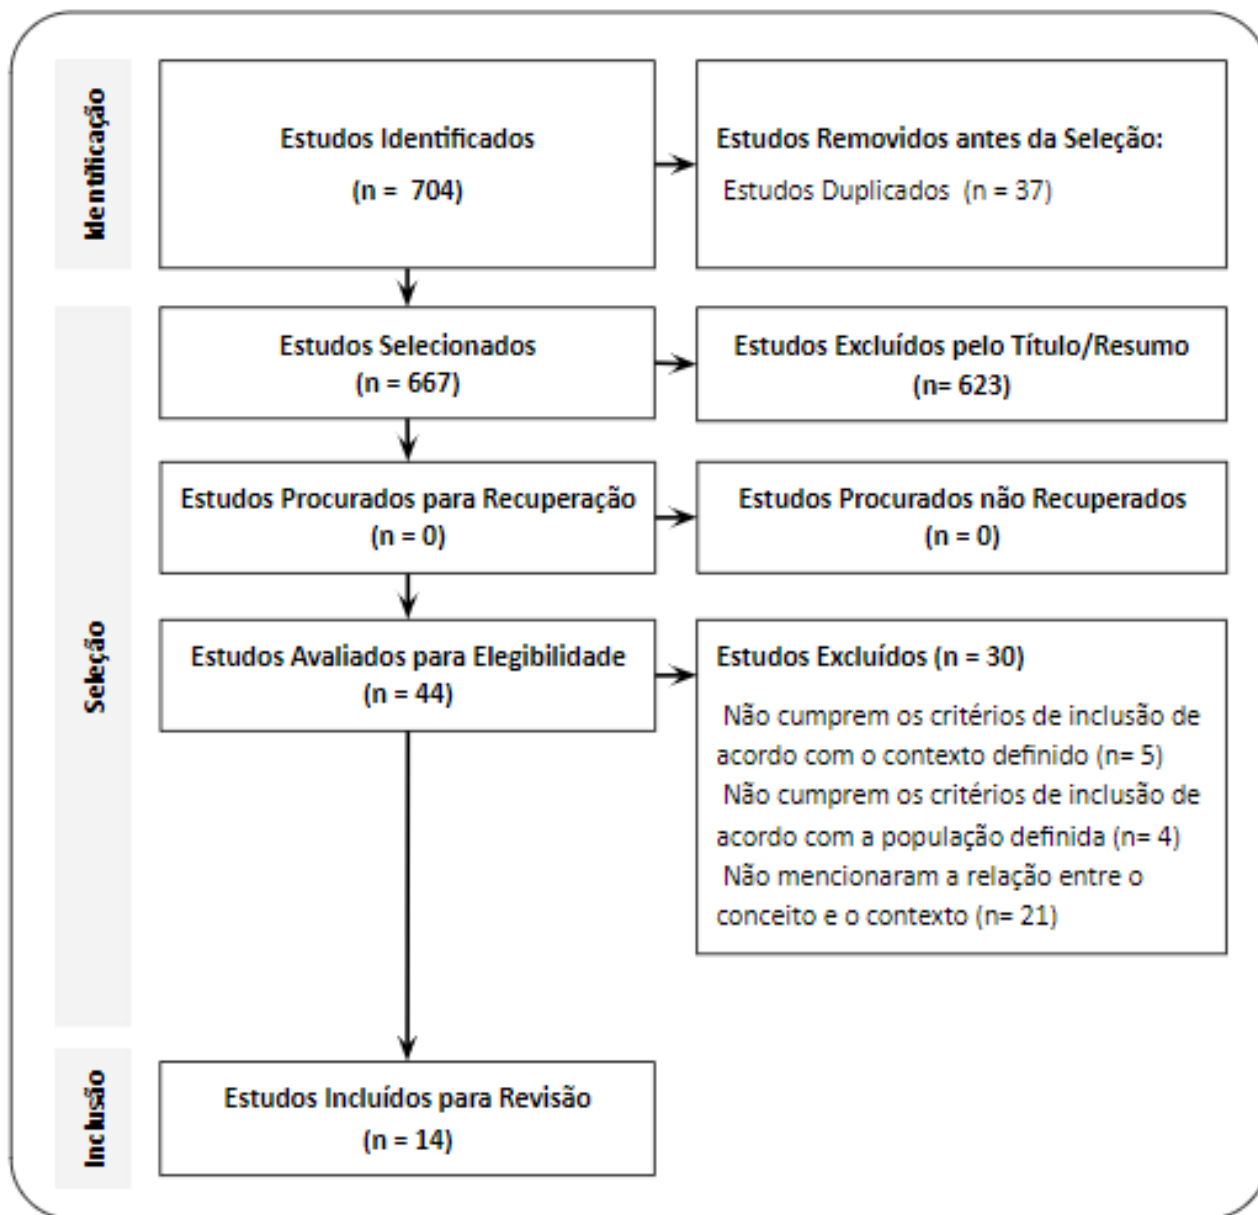 Identificação
Estudos Identificados
(n =  704)
Estudos Removidos antes da Seleção:
Estudos Duplicados  (n = 37)
Seleção
Estudos Selecionados
(n = 667)
Estudos Excluídos pelo Título/Resumo
(n= 623)
Estudos Procurados para Recuperação
(n = 0)
Estudos Procurados não Recuperados
(n = 0)
Estudos Avaliados para Elegibilidade
(n = 44)
Estudos Excluídos (n = 30)
Não cumprem os critérios de inclusão de
acordo com o contexto definido (n= 5)
Não cumprem os critérios de inclusão de
acordo com a população definida (n= 4)
Não mencionaram a relação entre o
conceito e o contexto (n= 21)
Inclusão
Estudos Incluídos para Revisão
(n = 14)